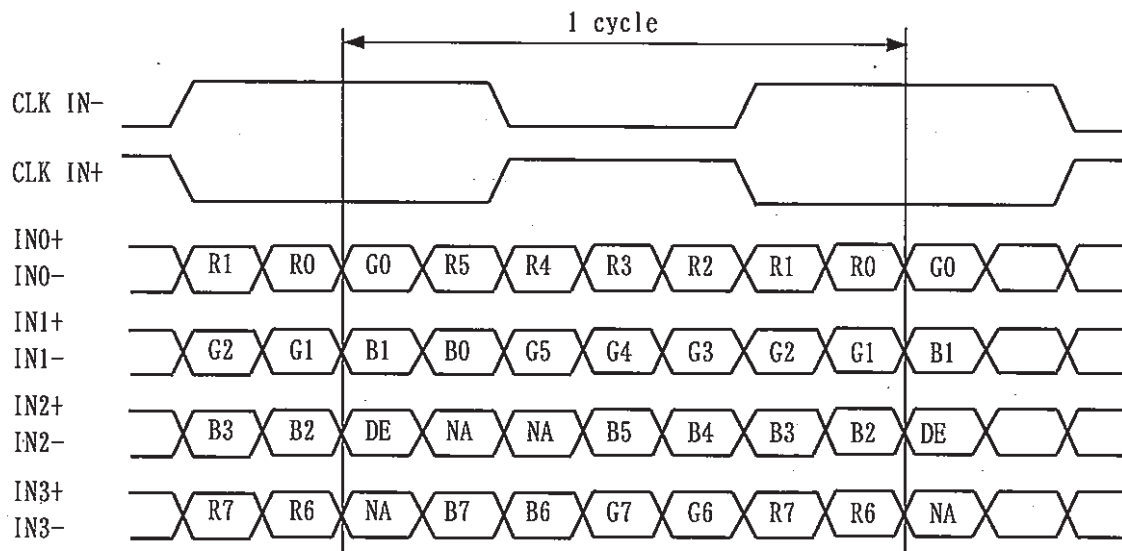 1 cycle
CLK IN-
CLK IN+
IN0+
IN0-
R1 R0 G0 R5 R4 R3 R2 R1 R0 G0
IN1+
IN1-
G2 G1 B1 B0 G5 G4 G3 G2 G1 B1
IN2+
IN2-
B3 B2 DE NA NA B5 B4 B3 B2 DE
IN3+
IN3-
R7 R6 NA B7 B6 G7 G6 R7 R6 NA